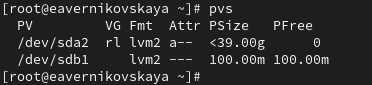 [root@eavernikovskaya ~]# pvs
PV VG Fmt Attr PSize PFree
/dev/sda2 rl lvm2 a-- <39.00g 0
/dev/sdb1 lvm2 --- 100.00m 100.00m
[root@eavernikovskaya ~]#